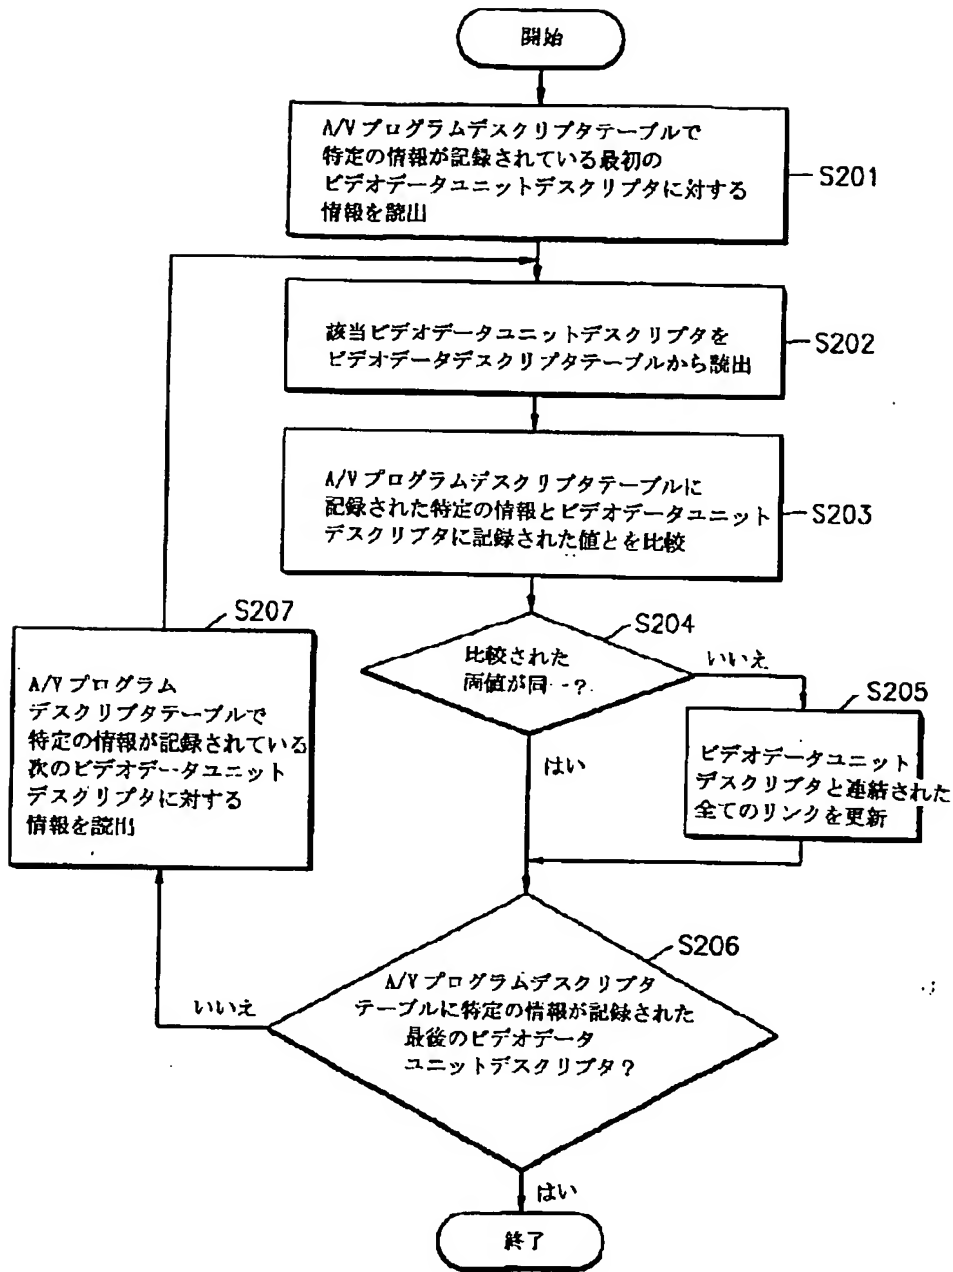 開始
A/Vプログラムデスクリプタテーブルで
特定の情報が記録されている最初の
ビデオデータユニットデスクリプタに対する
情報を読出
S201
該当ビデオデータユニットデスクリプタを
ビデオデータデスクリプタテーブルから読出
S202
A/Vプログラムデスクリプタテーブルに
記録された特定の情報とビデオデータユニット
デスクリプタに記録された値とを比較
S203
S204
比較された
両値が同一?
いいえ
はい
S205
ビデオデータユニット
デスクリプタと連結された
全てのリンクを更新
S206
A/Vプログラムデスクリプタ
テーブルに特定の情報が記録された
最後のビデオデータ
ユニットデスクリプタ?
いいえ
はい
S207
A/Vプログラム
デスクリプタテーブルで
特定の情報が記録されている
次のビデオデータユニット
デスクリプタに対する
情報を読出
終了